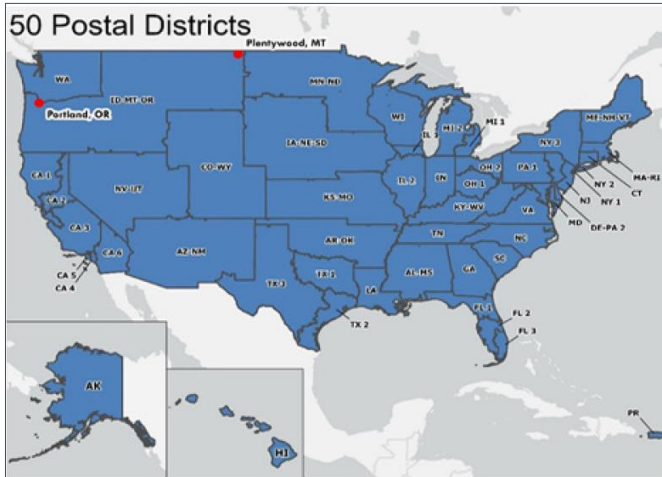 50 Postal Districts
Plentywood, MT
WA
MN-ND
ID-MT-OR
Portland, OR
WI
MI 2
MI 1
ME-NH-VT
NY 3
IA-NE-SD
IL 3
CO-WY
CA 1
NV-UT
IL 2
IN
OH 2
OH 1
PA 1
MA-RI
CT
NY 2
NY 1
NJ
CA 2
KS-MO
KY-WV
VA
MD
DE-PA 2
CA 3
CA 6
AZ-NM
AR-OK
TN
NC
CA 5
CA 4
TX 3
TX 1
LA
AL-MS
GA
SC
TX 2
FL 1
FL 2
FL 3
AK
HI
PR